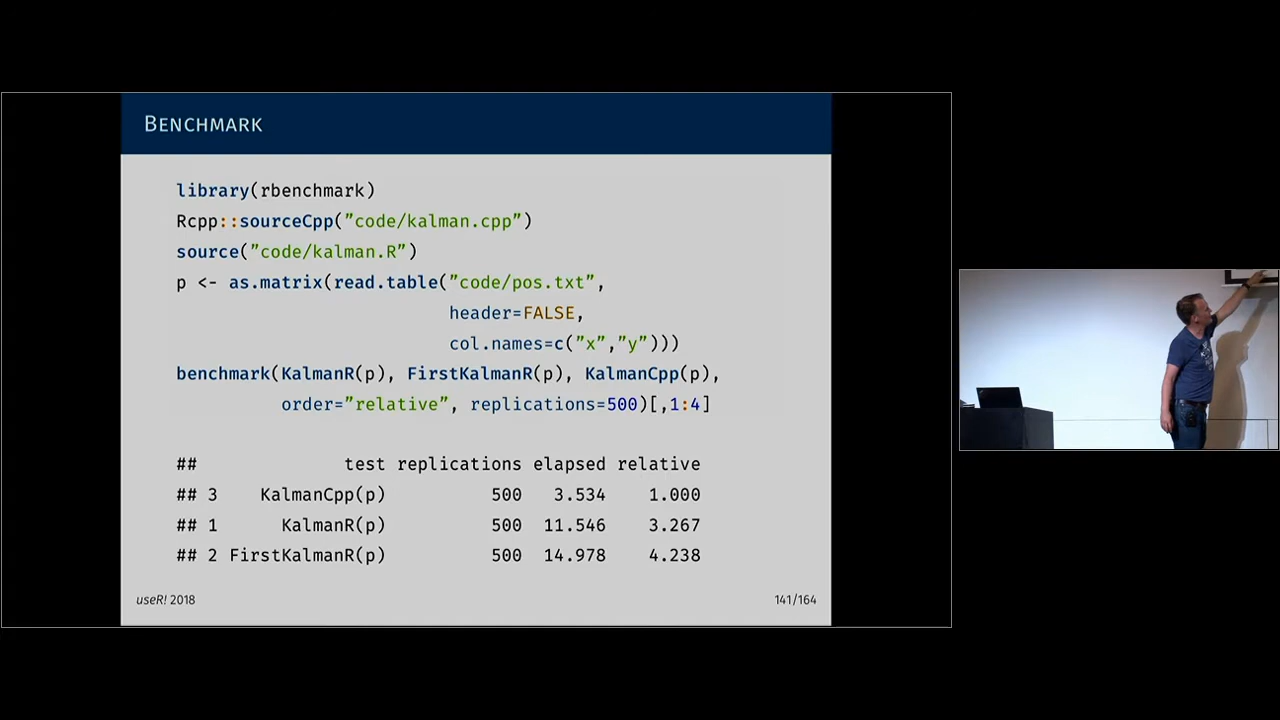 BENCHMARK
library(rbenchmark)
Rcpp::sourceCpp(”code/kalman.cpp”)
source(”code/kalman.R”)
p <- as.matrix(read.table(”code/pos.txt”,
header=FALSE,
col.names=c(”x”,”y”)))
benchmark(KalmanR(p), FirstKalmanR(p), KalmanCpp(p),
order=”relative”, replications=500)[,1:4]
## test replications elapsed relative
## 3 KalmanCpp(p) 500 3.534 1.000
## 1 KalmanR(p) 500 11.546 3.267
## 2 FirstKalmanR(p) 500 14.978 4.238
useR! 2018 141/164